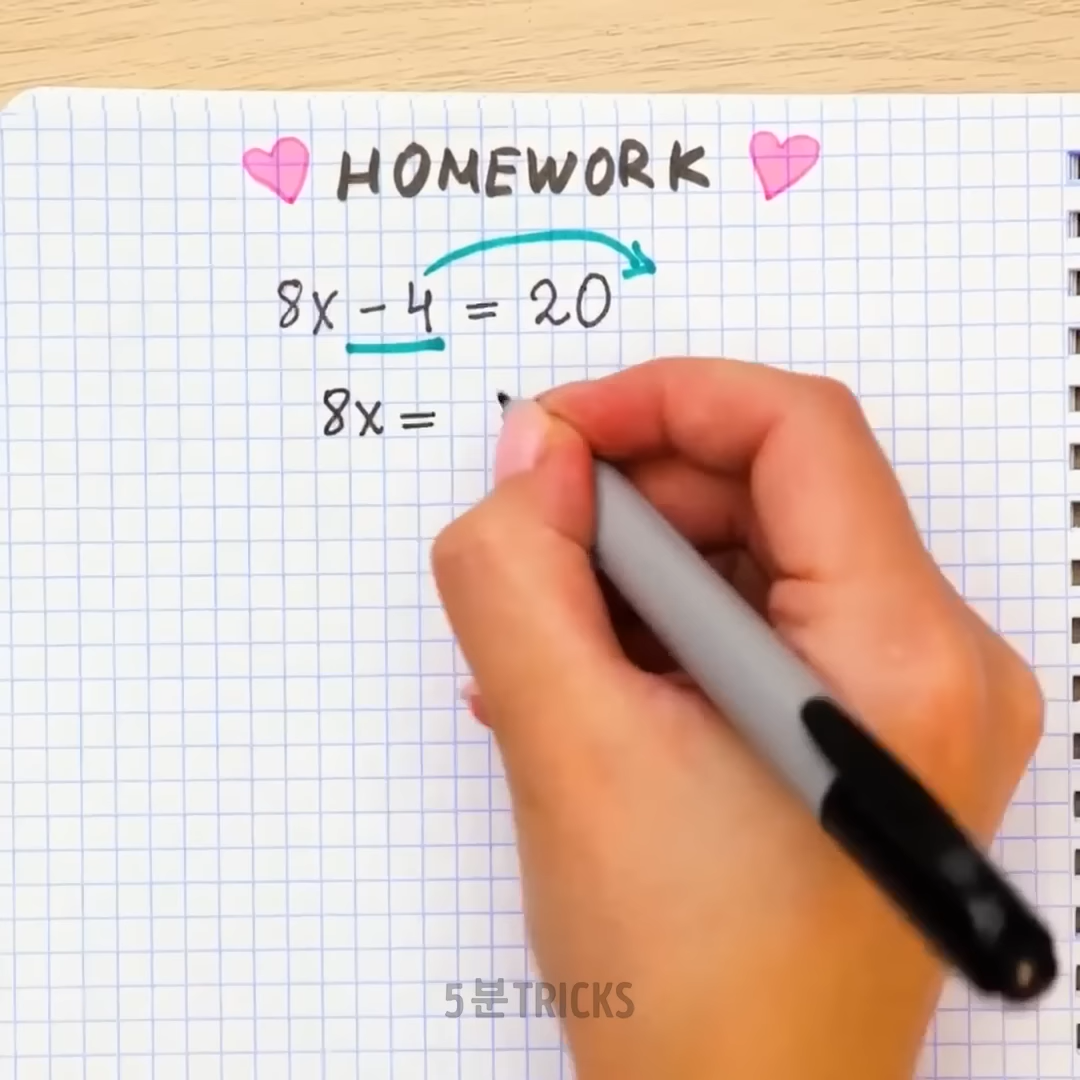 HOMEWORK
8x - 4 = 20
8x =
5분TRICKS